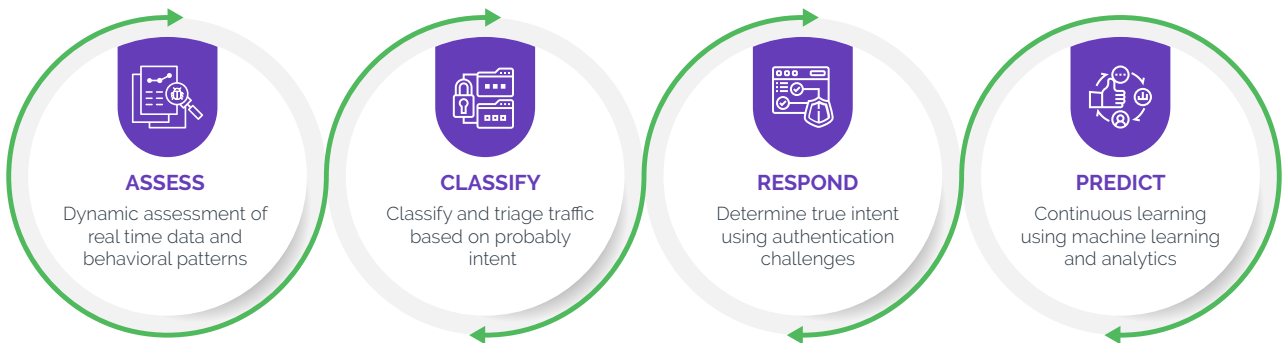 ASSESS
Dynamic assessment of
real time data and
behavioral patterns
CLASSIFY
Classify and triage traffic
based on probably
intent
RESPOND
Determine true intent
using authentication
challenges
PREDICT
Continuous learning
using machine learning
and analytics